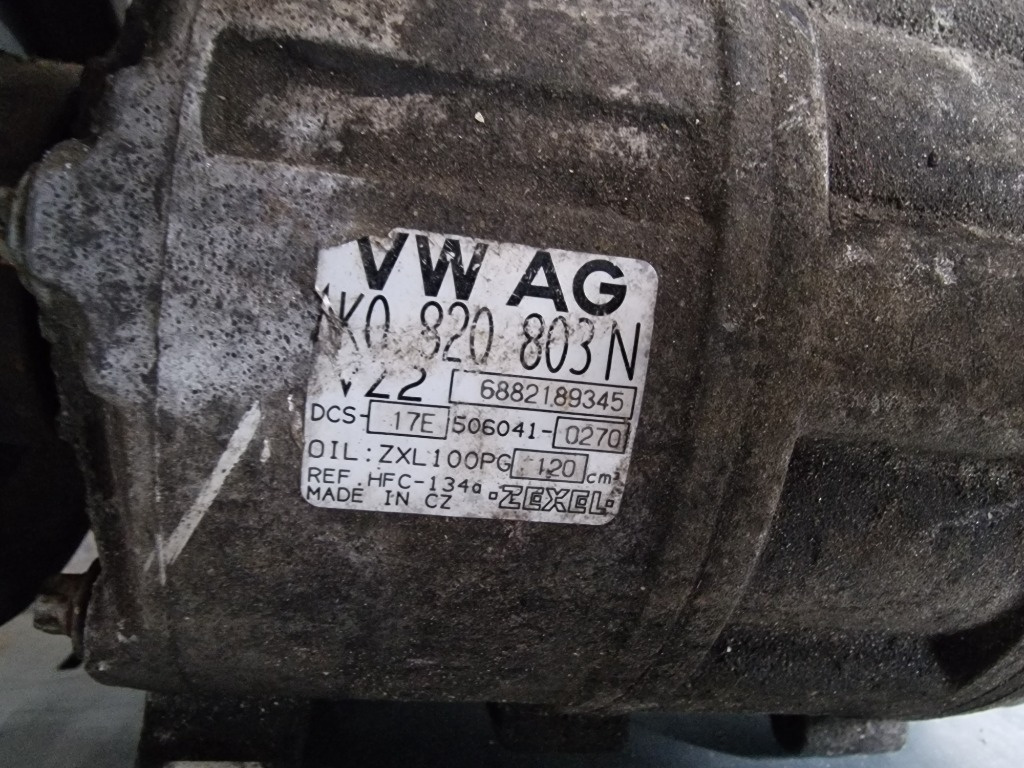 VW AG
1K0 820 803 N
VZ2 6882189345
DCS-17E 506041-0270
OIL: ZXL100PG 120 cm³
REF. HFC-134a ·ZEXEL·
MADE IN CZ